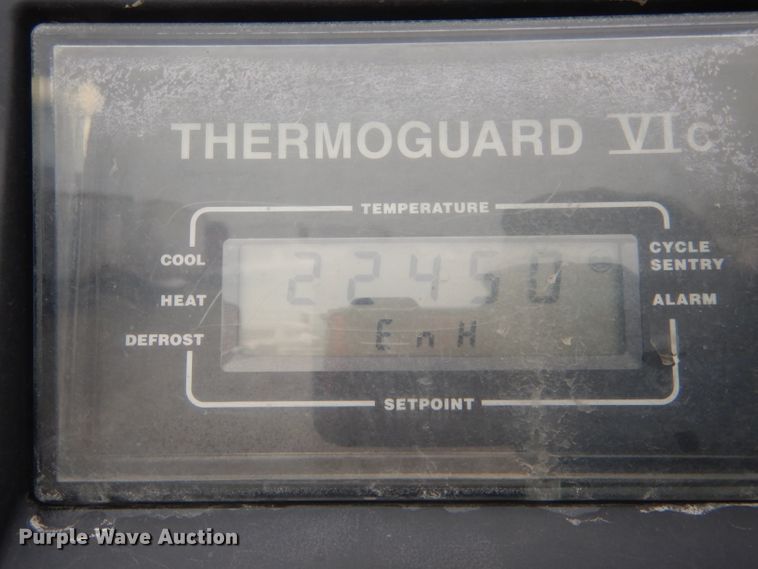 THERMOGUARD VI C
TEMPERATURE
COOL
CYCLE
SENTRY
22450
HEAT
ALARM
EnH
DEFROST
SETPOINT
Purple Wave Auction